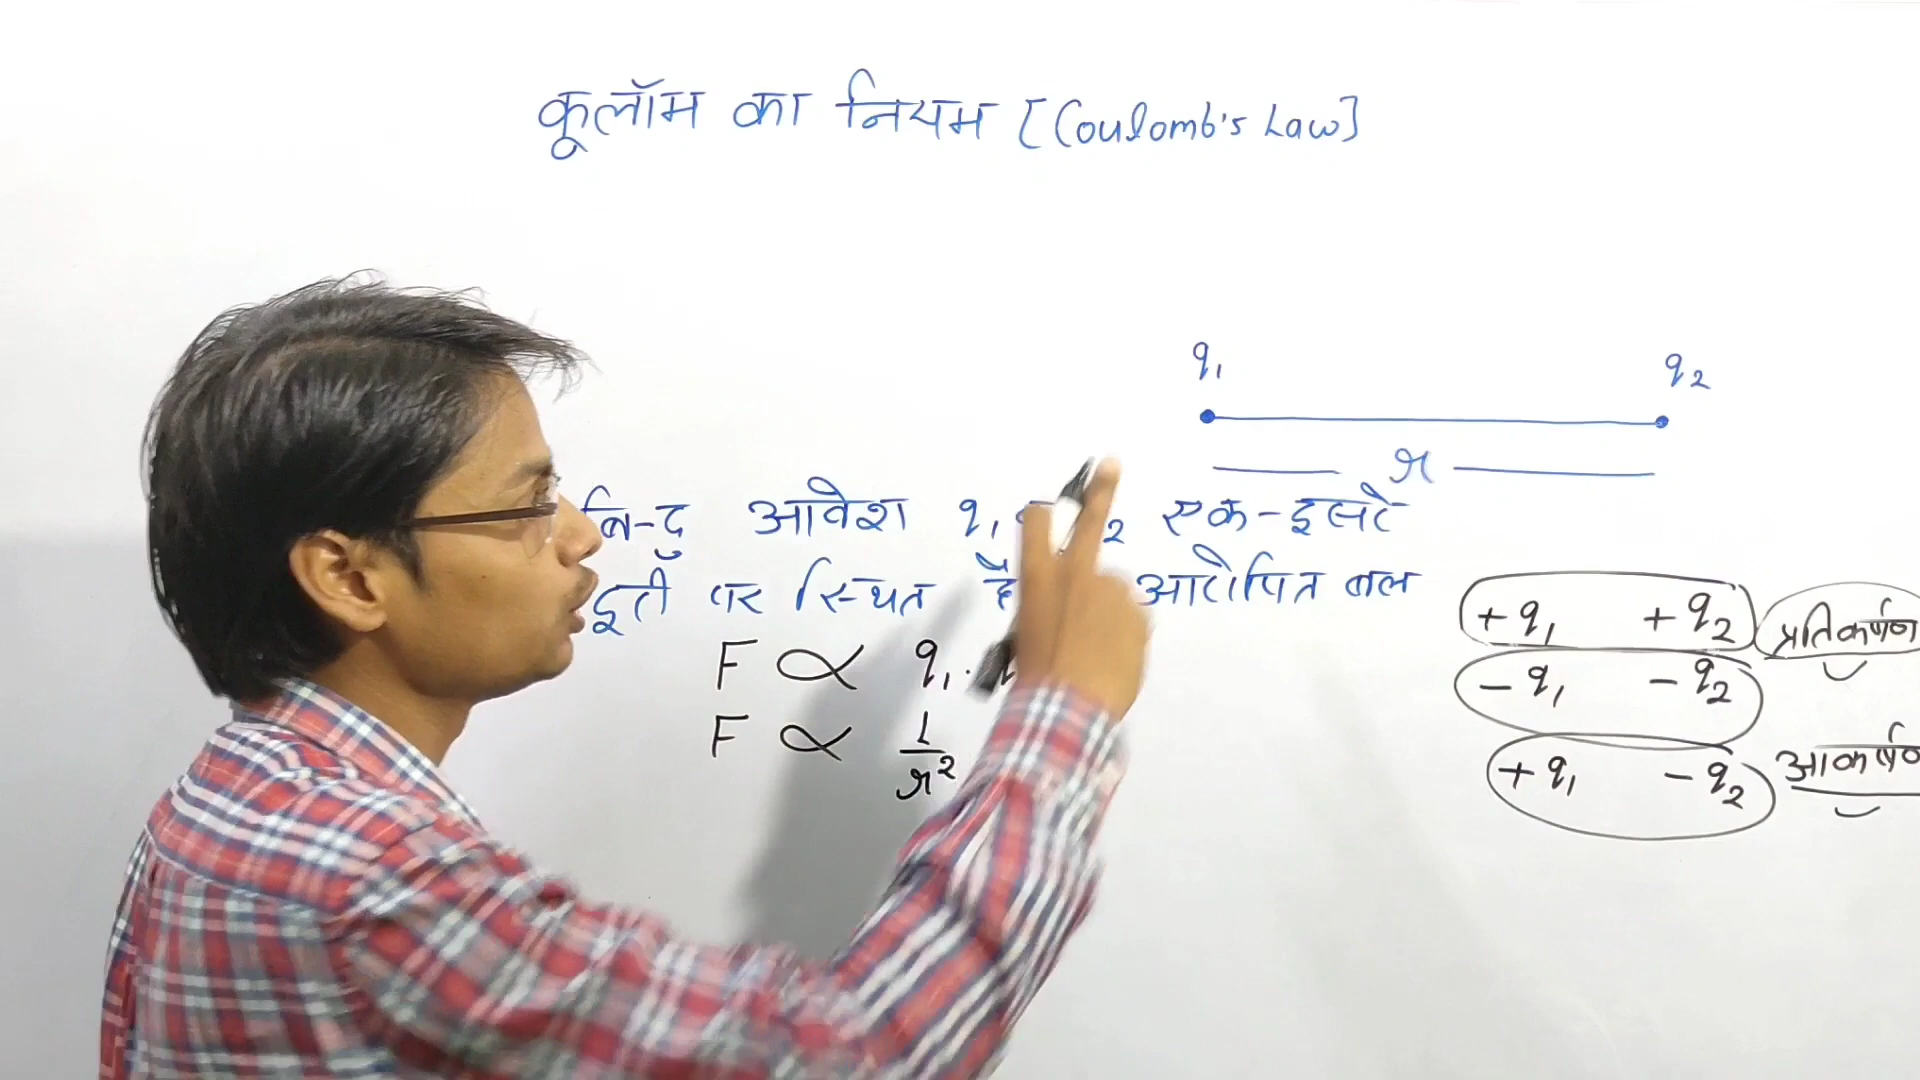 कूलॉम का नियम [Coulomb's Law]
q₁ q₂
r
बिन्दु आवेश q₁ ₂ एक-दूसरे
दूरी पर स्थित है आरोपित बल
F ∝ q₁.
F ∝ 1/r²
+q₁ +q₂ प्रतिकर्षण
-q₁ -q₂
+q₁ -q₂ आकर्षण